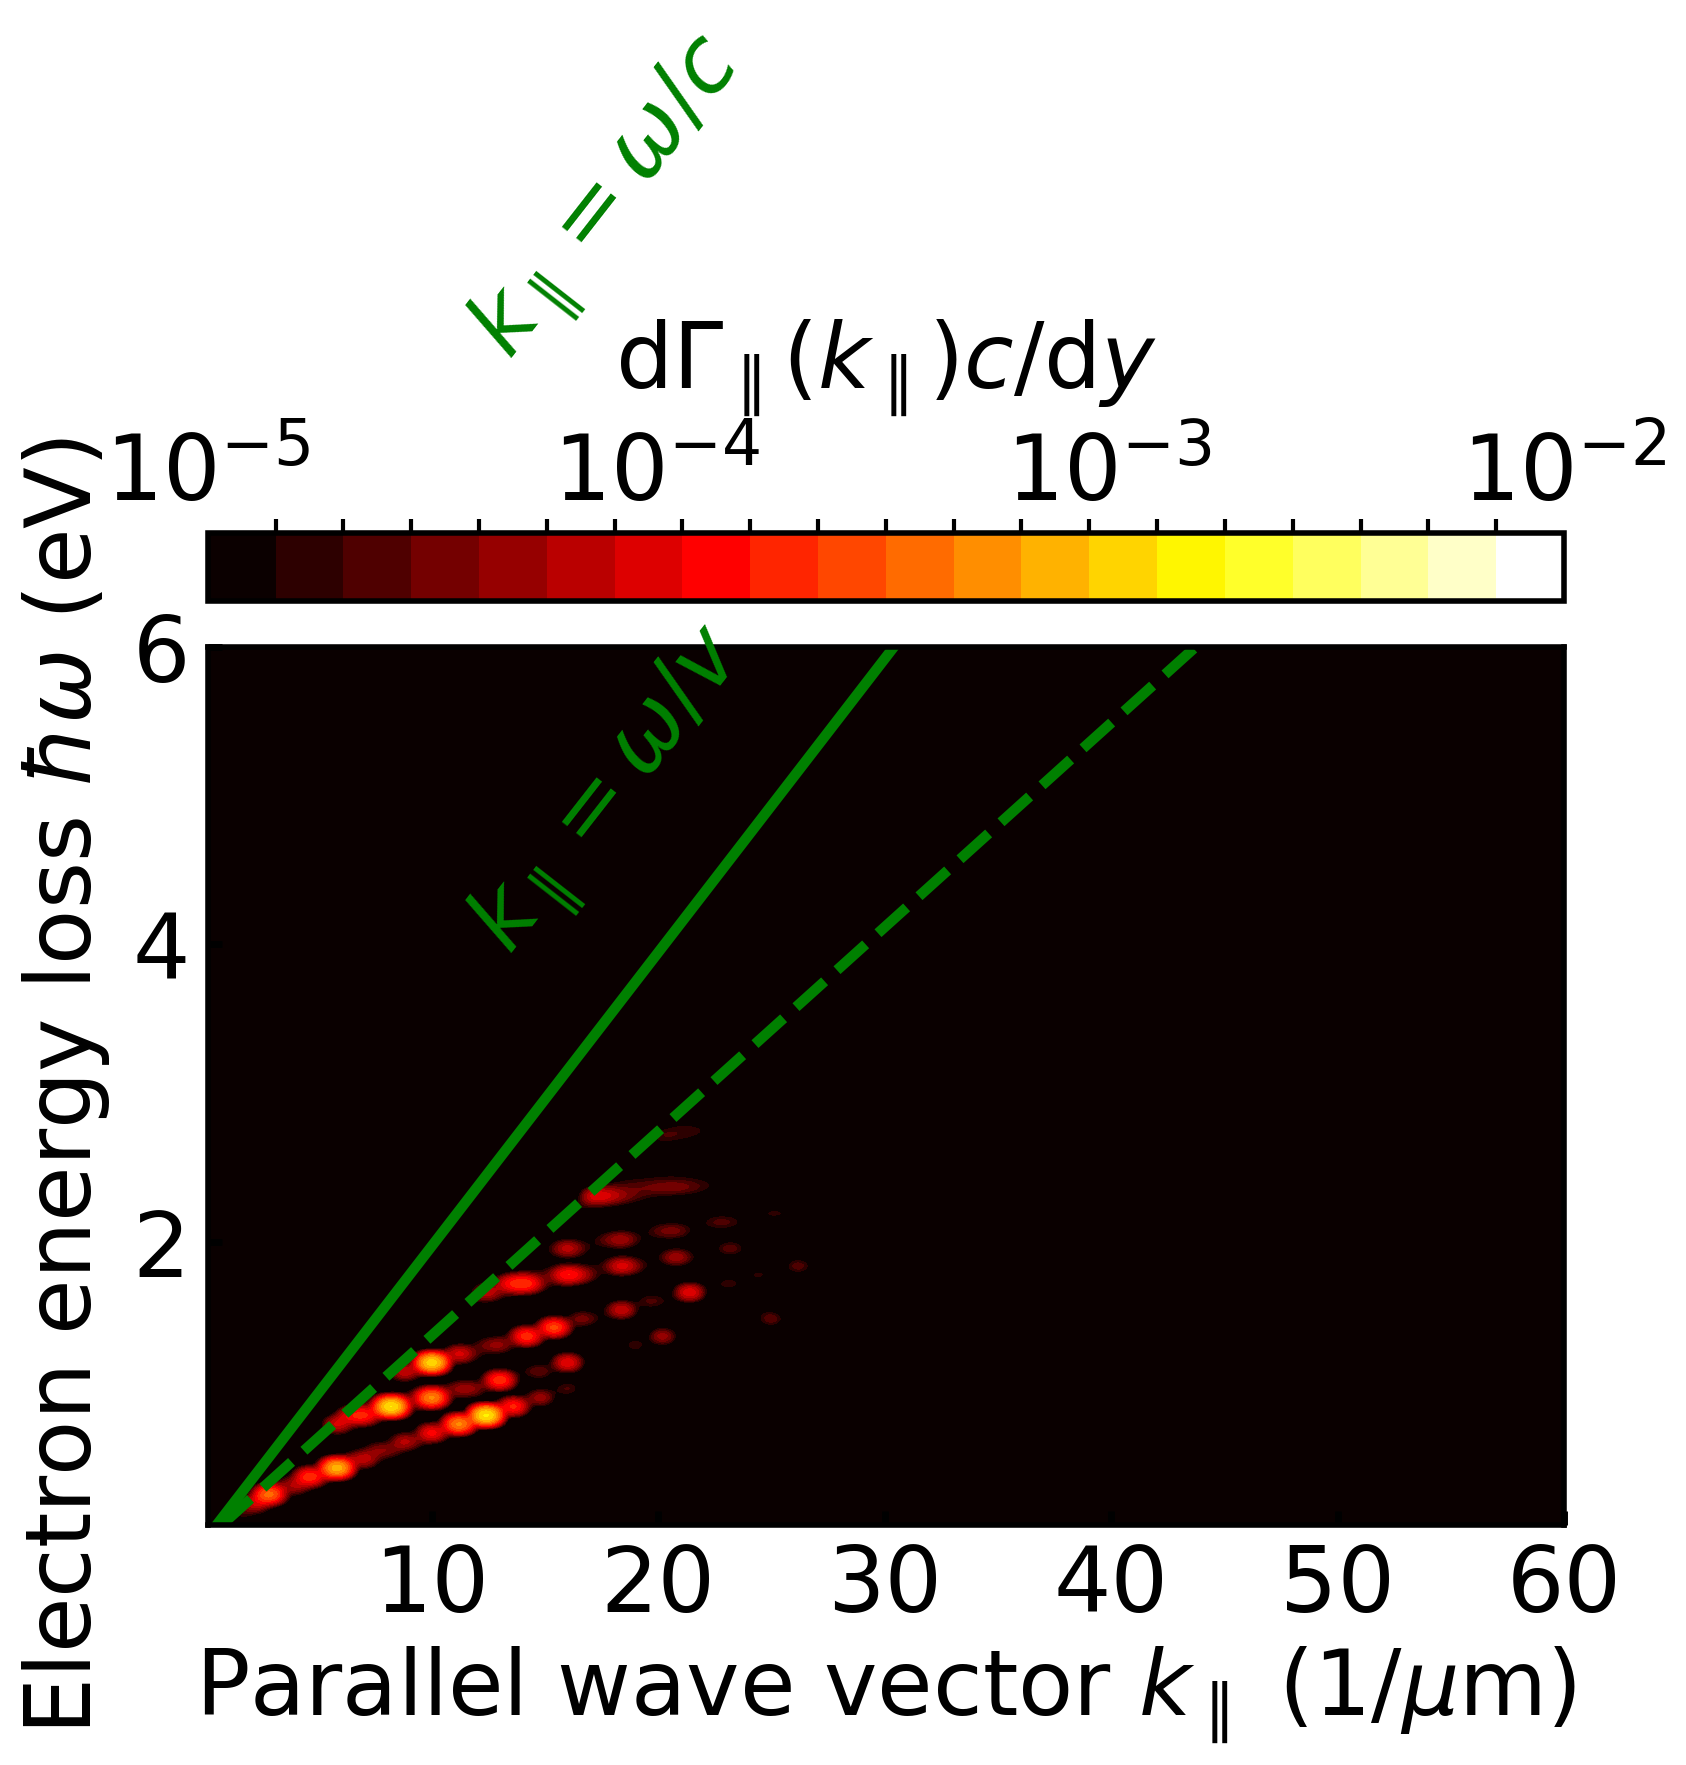 k∥ = ω/c
dΓ∥(k∥)c/dy
10⁻⁵ 10⁻⁴ 10⁻³ 10⁻²
k∥ = ω/v
Electron energy loss ℏω (eV)
6
4
2
10 20 30 40 50 60
Parallel wave vector k∥ (1/μm)